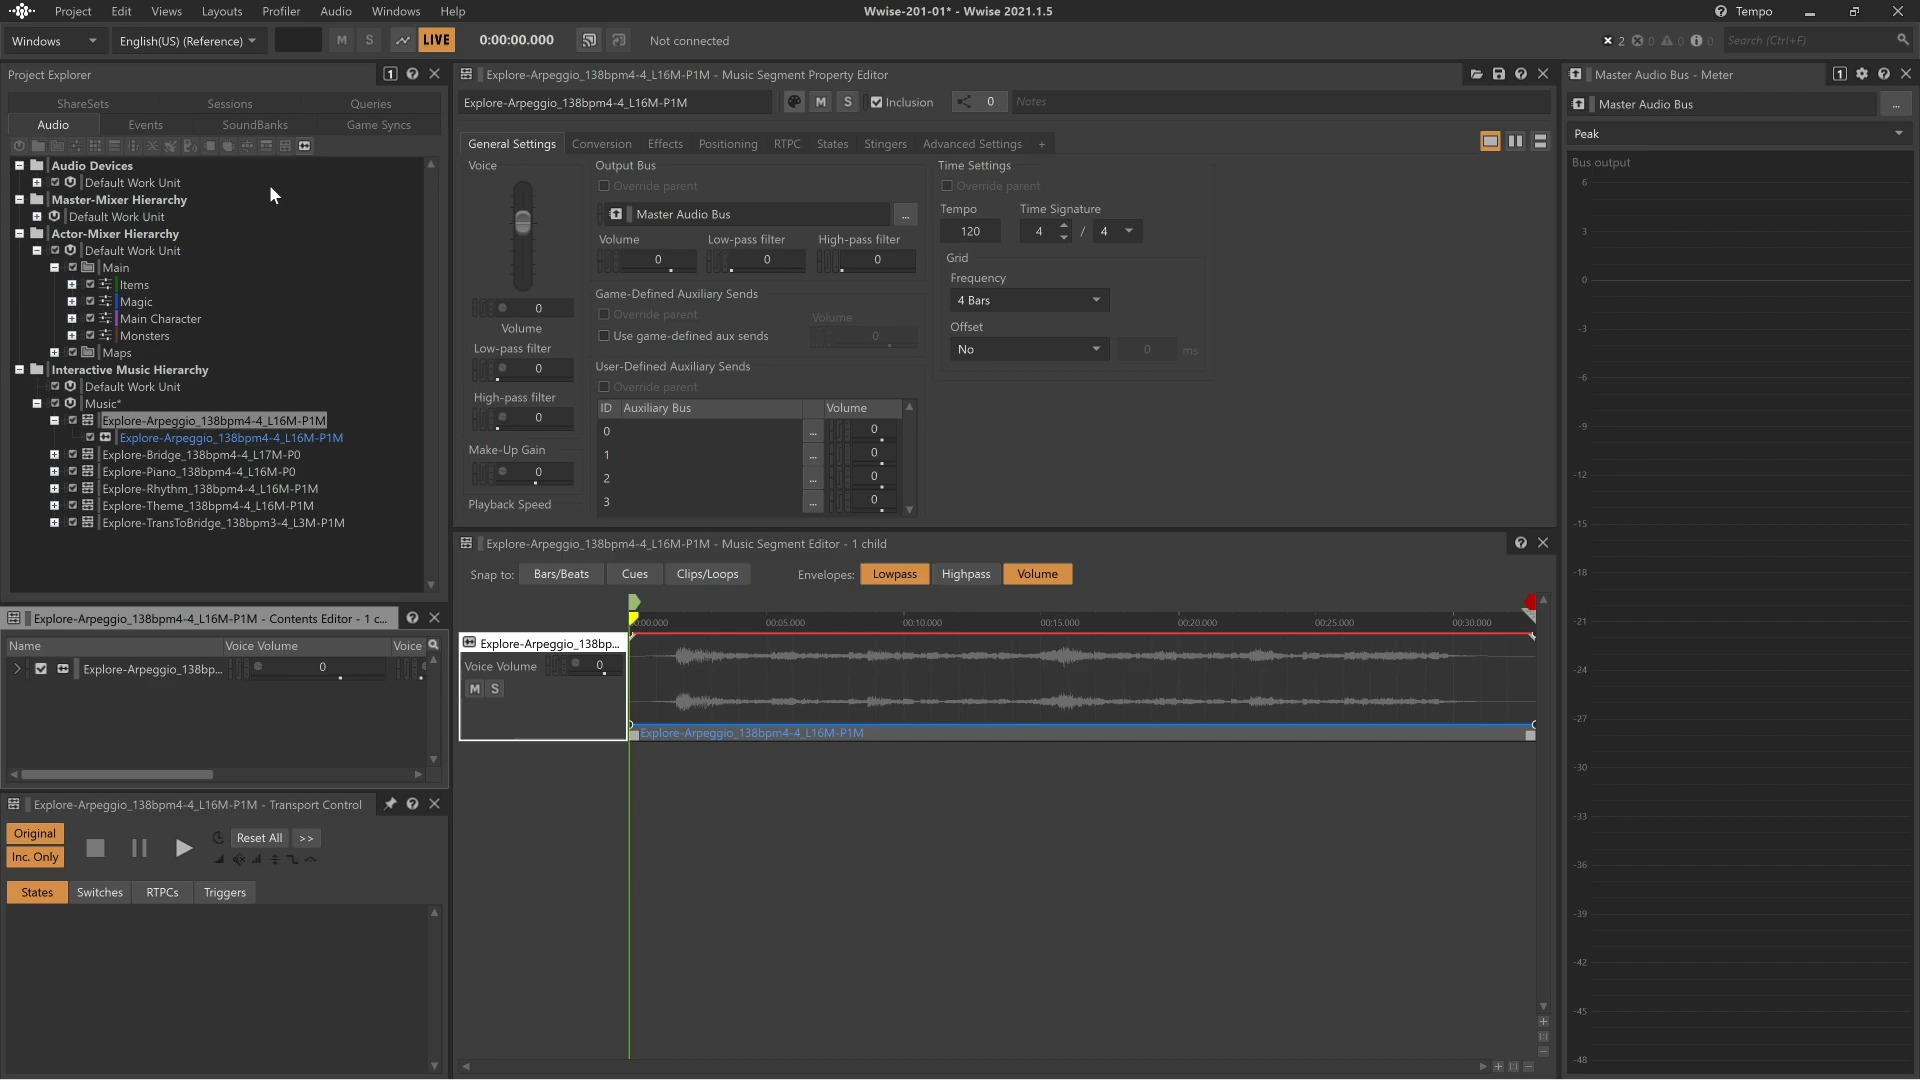 Project Edit Views Layouts Profiler Audio Windows Help
Wwise-201-01* - Wwise 2021.1.5
Tempo
Windows English(US) (Reference) M S LIVE 0:00:00.000 Not connected
2 0 0 0 Search (Ctrl+F)
Project Explorer 1
ShareSets Sessions Queries
Audio Events SoundBanks Game Syncs
Audio Devices
Default Work Unit
Master-Mixer Hierarchy
Default Work Unit
Actor-Mixer Hierarchy
Default Work Unit
Main
Items
Magic
Main Character
Monsters
Maps
Interactive Music Hierarchy
Default Work Unit
Music*
Explore-Arpeggio_138bpm4-4_L16M-P1M
Explore-Arpeggio_138bpm4-4_L16M-P1M
Explore-Bridge_138bpm4-4_L17M-P0
Explore-Piano_138bpm4-4_L16M-P0
Explore-Rhythm_138bpm4-4_L16M-P1M
Explore-Theme_138bpm4-4_L16M-P1M
Explore-TransToBridge_138bpm3-4_L3M-P1M
Explore-Arpeggio_138bpm4-4_L16M-P1M - Contents Editor - 1 c...
Name Voice Volume Voice
Explore-Arpeggio_138bp... 0
Explore-Arpeggio_138bpm4-4_L16M-P1M - Transport Control
Original
Inc. Only
Reset All >>
States Switches RTPCs Triggers
Explore-Arpeggio_138bpm4-4_L16M-P1M - Music Segment Property Editor
Explore-Arpeggio_138bpm4-4_L16M-P1M M S Inclusion 0 Notes
General Settings Conversion Effects Positioning RTPC States Stingers Advanced Settings +
Voice
0
Volume
Low-pass filter
0
High-pass filter
0
Make-Up Gain
0
Playback Speed
Output Bus
Override parent
Master Audio Bus ...
Volume Low-pass filter High-pass filter
0 0 0
Game-Defined Auxiliary Sends
Override parent
Volume
Use game-defined aux sends 0
User-Defined Auxiliary Sends
Override parent
ID Auxiliary Bus Volume
0 ... 0
1 ... 0
2 ... 0
3 ... 0
Time Settings
Override parent
Tempo Time Signature
120 4 / 4
Grid
Frequency
4 Bars
Offset
No 0 ms
Explore-Arpeggio_138bpm4-4_L16M-P1M - Music Segment Editor - 1 child
Snap to: Bars/Beats Cues Clips/Loops Envelopes: Lowpass Highpass Volume
00:05.000 00:10.000 00:15.000 00:20.000 00:25.000 00:30.000
Explore-Arpeggio_138bp...
Voice Volume 0
M S
Explore-Arpeggio_138bpm4-4_L16M-P1M
Master Audio Bus - Meter 1
Master Audio Bus ...
Peak
Bus output
6
3
0
-3
-6
-9
-12
-15
-18
-21
-24
-27
-30
-33
-36
-39
-42
-45
-48